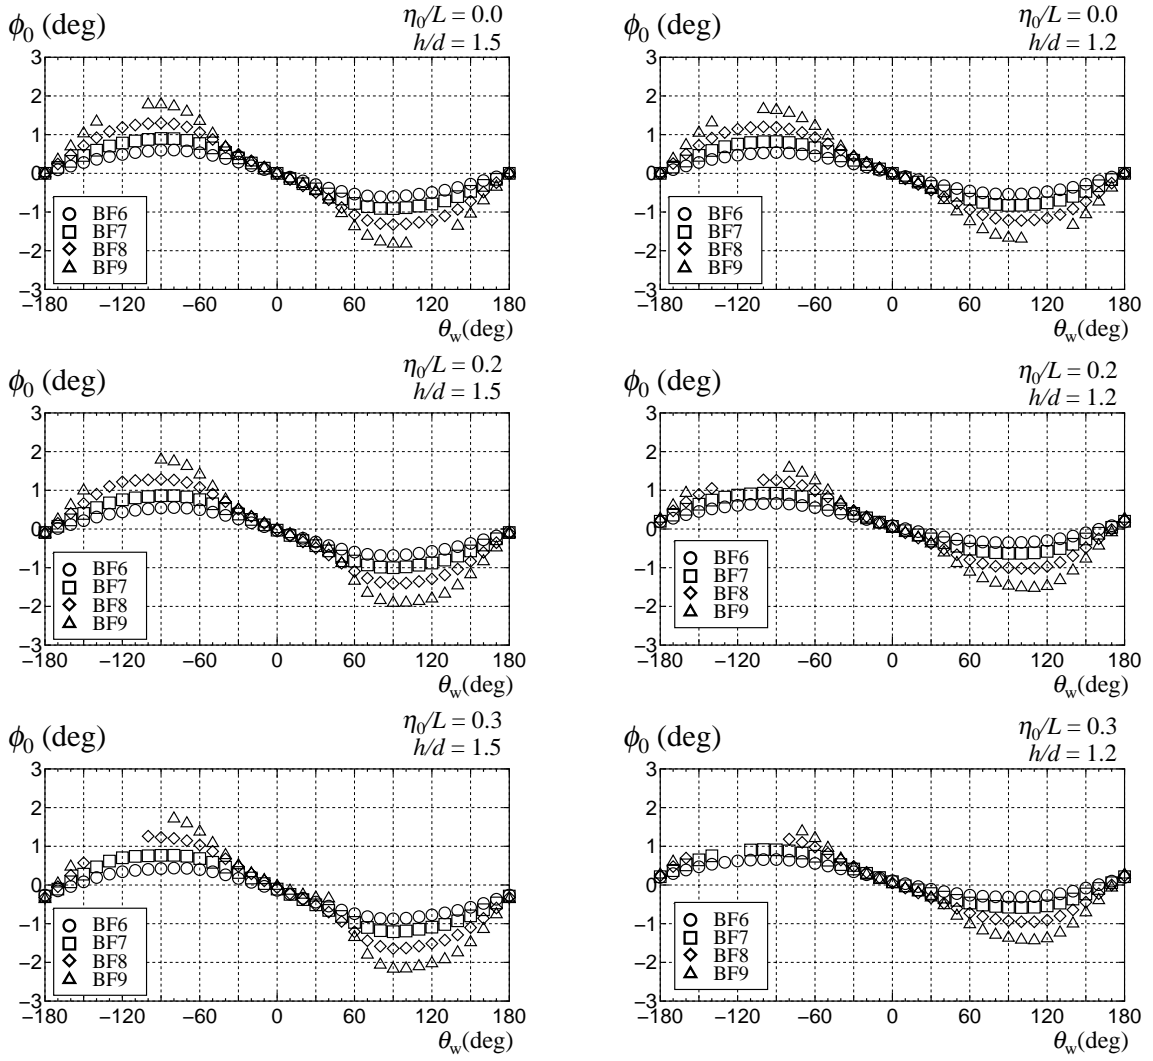 ϕ₀ (deg)
η₀/L = 0.0
h/d = 1.5
3
2
1
0
−1
−2
−3
BF6
BF7
BF8
BF9
−180 −120 −60 0 60 120 180
θw(deg)
ϕ₀ (deg)
η₀/L = 0.0
h/d = 1.2
3
2
1
0
−1
−2
−3
BF6
BF7
BF8
BF9
−180 −120 −60 0 60 120 180
θw(deg)
ϕ₀ (deg)
η₀/L = 0.2
h/d = 1.5
3
2
1
0
−1
−2
−3
BF6
BF7
BF8
BF9
−180 −120 −60 0 60 120 180
θw(deg)
ϕ₀ (deg)
η₀/L = 0.2
h/d = 1.2
3
2
1
0
−1
−2
−3
BF6
BF7
BF8
BF9
−180 −120 −60 0 60 120 180
θw(deg)
ϕ₀ (deg)
η₀/L = 0.3
h/d = 1.5
3
2
1
0
−1
−2
−3
BF6
BF7
BF8
BF9
−180 −120 −60 0 60 120 180
θw(deg)
ϕ₀ (deg)
η₀/L = 0.3
h/d = 1.2
3
2
1
0
−1
−2
−3
BF6
BF7
BF8
BF9
−180 −120 −60 0 60 120 180
θw(deg)